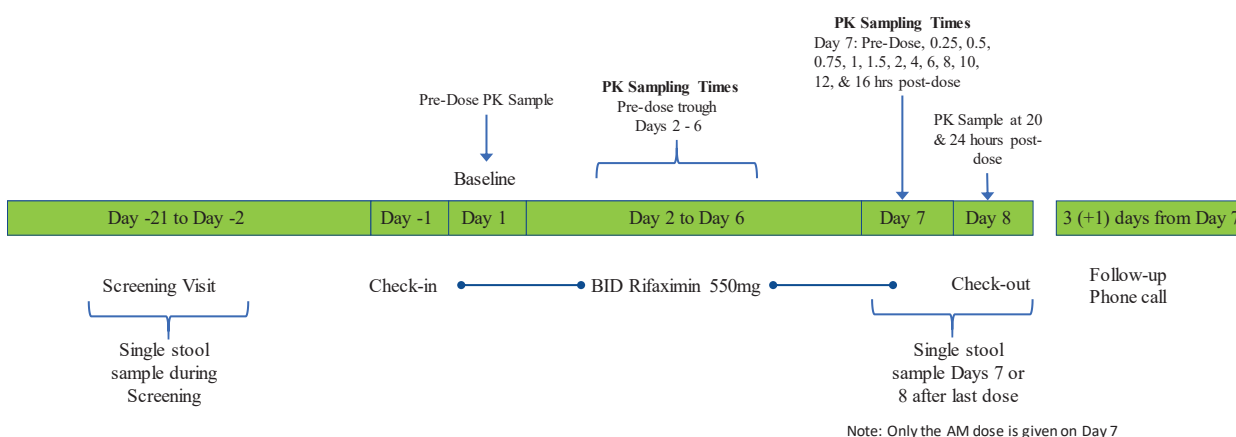 PK Sampling Times
Day 7: Pre-Dose, 0.25, 0.5,
0.75, 1, 1.5, 2, 4, 6, 8, 10,
12, & 16 hrs post-dose
PK Sampling Times
Pre-dose trough
Days 2 - 6
Pre-Dose PK Sample
PK Sample at 20
& 24 hours post-
dose
Baseline
Day -21 to Day -2
Day -1
Day 1
Day 2 to Day 6
Day 7
Day 8
3 (+1) days from Day 7
Screening Visit
Check-in
BID Rifaximin 550mg
Check-out
Follow-up
Phone call
Single stool
sample during
Screening
Single stool
sample Days 7 or
8 after last dose
Note: Only the AM dose is given on Day 7